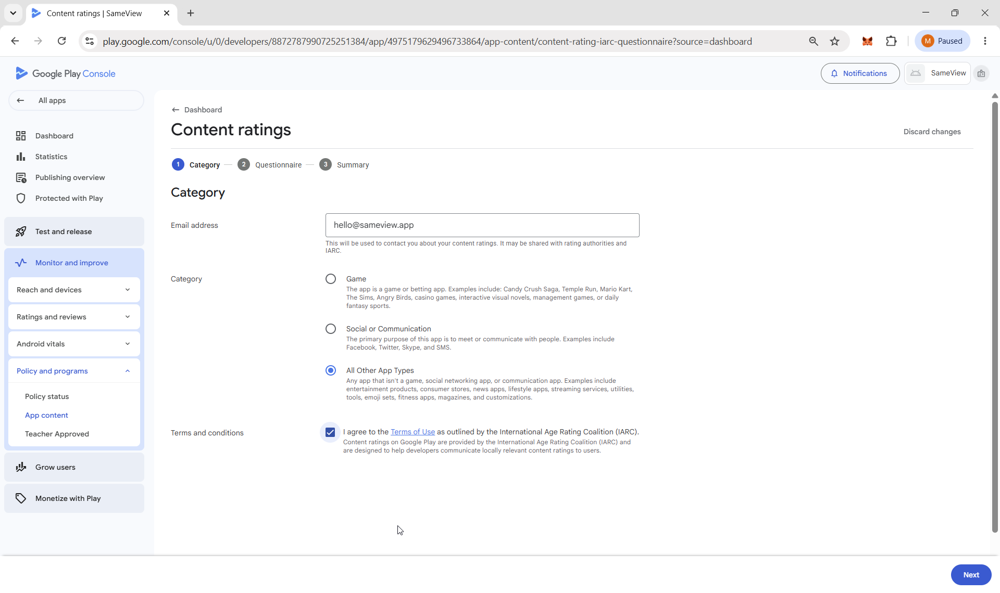 Content ratings | SameView
play.google.com/console/u/0/developers/8872787990725251384/app/4975179629496733864/app-content/content-rating-iarc-questionnaire?source=dashboard
M Paused
Google Play Console
Notifications
SameView
All apps
Dashboard
Statistics
Publishing overview
Protected with Play
Test and release
Monitor and improve
Reach and devices
Ratings and reviews
Android vitals
Policy and programs
Policy status
App content
Teacher Approved
Grow users
Monetize with Play
Dashboard
Content ratings
Discard changes
1 Category
2 Questionnaire
3 Summary
Category
Email address
hello@sameview.app
This will be used to contact you about your content ratings. It may be shared with rating authorities and
IARC.
Category
Game
The app is a game or betting app. Examples include: Candy Crush Saga, Temple Run, Mario Kart,
The Sims, Angry Birds, casino games, interactive visual novels, management games, or daily
fantasy sports.
Social or Communication
The primary purpose of this app is to meet or communicate with people. Examples include
Facebook, Twitter, Skype, and SMS.
All Other App Types
Any app that isn't a game, social networking app, or communication app. Examples include
entertainment products, consumer stores, news apps, lifestyle apps, streaming services, utilities,
tools, emoji sets, fitness apps, magazines, and customizations.
Terms and conditions
I agree to the Terms of Use as outlined by the International Age Rating Coalition (IARC).
Content ratings on Google Play are provided by the International Age Rating Coalition (IARC) and
are designed to help developers communicate locally relevant content ratings to users.
Next